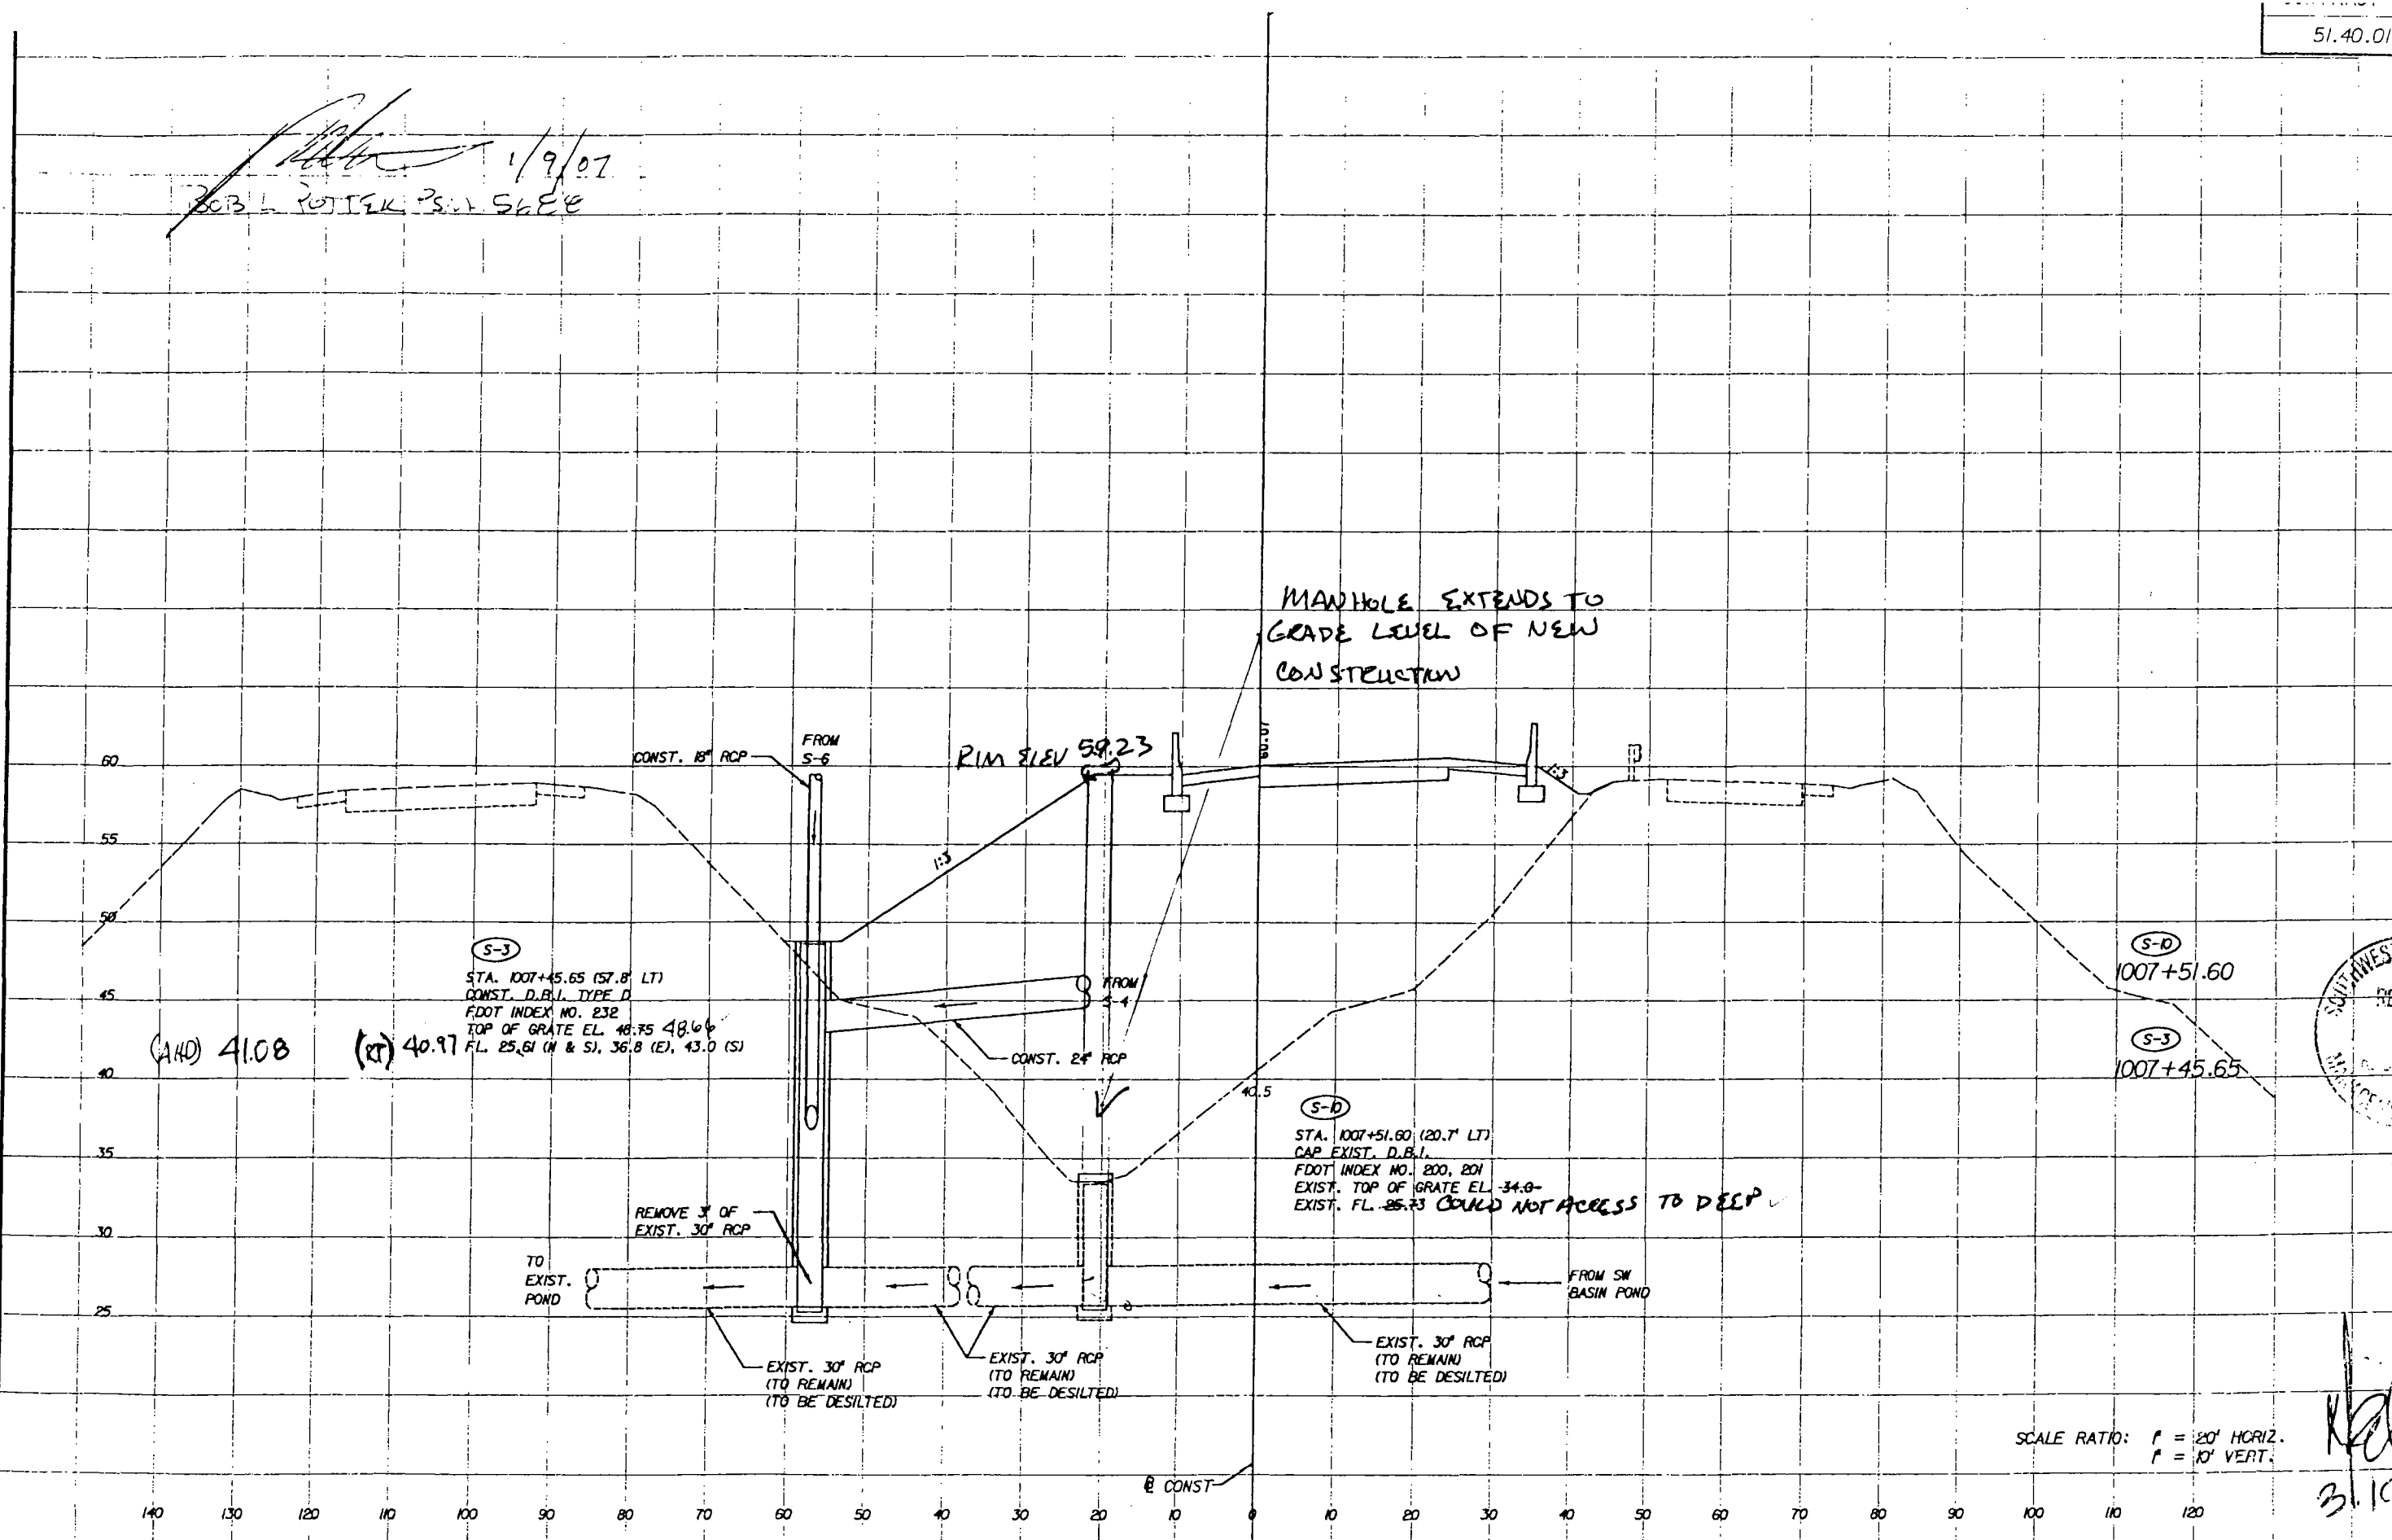 51.40.01
1/9/07
MANHOLE EXTENDS TO
GRADE LEVEL OF NEW
CONSTRUCTION
CONST. 18" RCP
FROM
S-6
RIM ELEV 59.23
60.07
1:3
1:3
60
55
50
45
40
35
30
25
S-3
STA. 1007+45.65 (57.8' LT)
CONST. D.B.I. TYPE D
FDOT INDEX NO. 232
TOP OF GRATE EL. 48.75 48.66
FL. 25.61 (N & S), 36.8 (E), 43.0 (S)
(AHD) 41.08
(RT) 40.97
FROM
S-4
CONST. 24" RCP
40.5
S-10
STA. 1007+51.60 (20.7' LT)
CAP EXIST. D.B.I.
FDOT INDEX NO. 200, 201
EXIST. TOP OF GRATE EL. 34.0
EXIST. FL. 25.73 COULD NOT ACCESS TO DEEP
S-10
1007+51.60
S-3
1007+45.65
REMOVE 3' OF
EXIST. 30" RCP
TO
EXIST.
POND
FROM SW
BASIN POND
EXIST. 30" RCP
(TO REMAIN)
(TO BE DESILTED)
EXIST. 30" RCP
(TO REMAIN)
(TO BE DESILTED)
EXIST. 30" RCP
(TO REMAIN)
(TO BE DESILTED)
SCALE RATIO: 1" = 20' HORIZ.
1" = 10' VERT.
℄ CONST
140 130 120 110 100 90 80 70 60 50 40 30 20 10 0 10 20 30 40 50 60 70 80 90 100 110 120